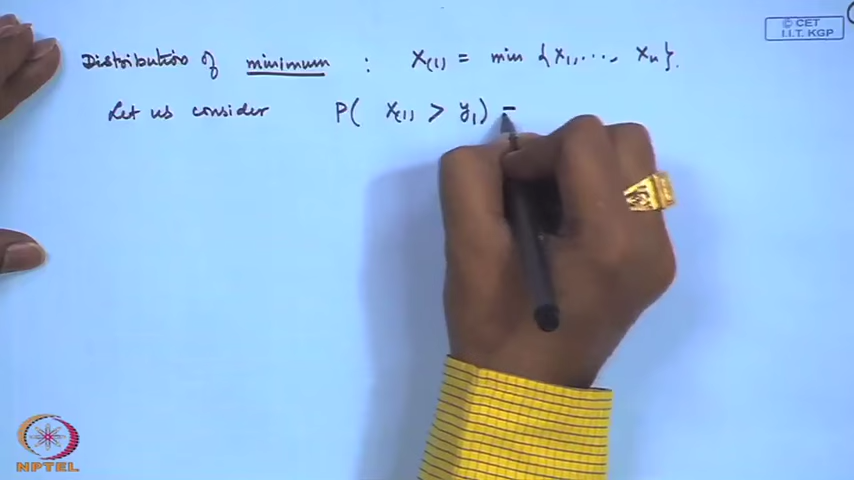 © CET
I.I.T. KGP
Distribution of minimum : X(1) = min {X1, ..., Xn}.
Let us consider P( X(1) > y1) =
NPTEL